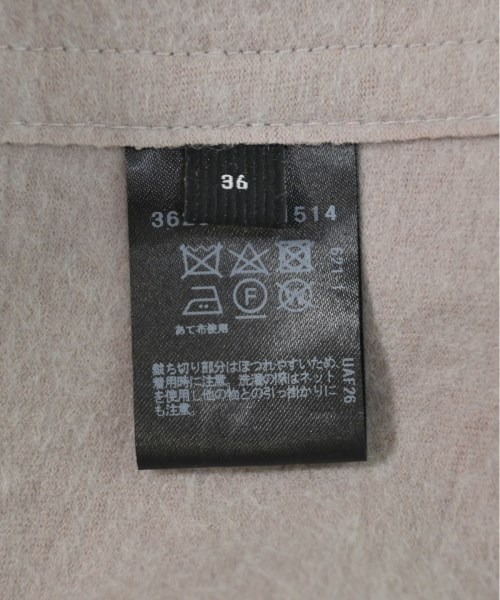 36
362
1514
F
W
あて布使用
裁ち切り部分はほつれやすいため、
着用時に注意。洗濯の際はネット
を使用し他の物との引っ掛かりに
も注意。
UAF26